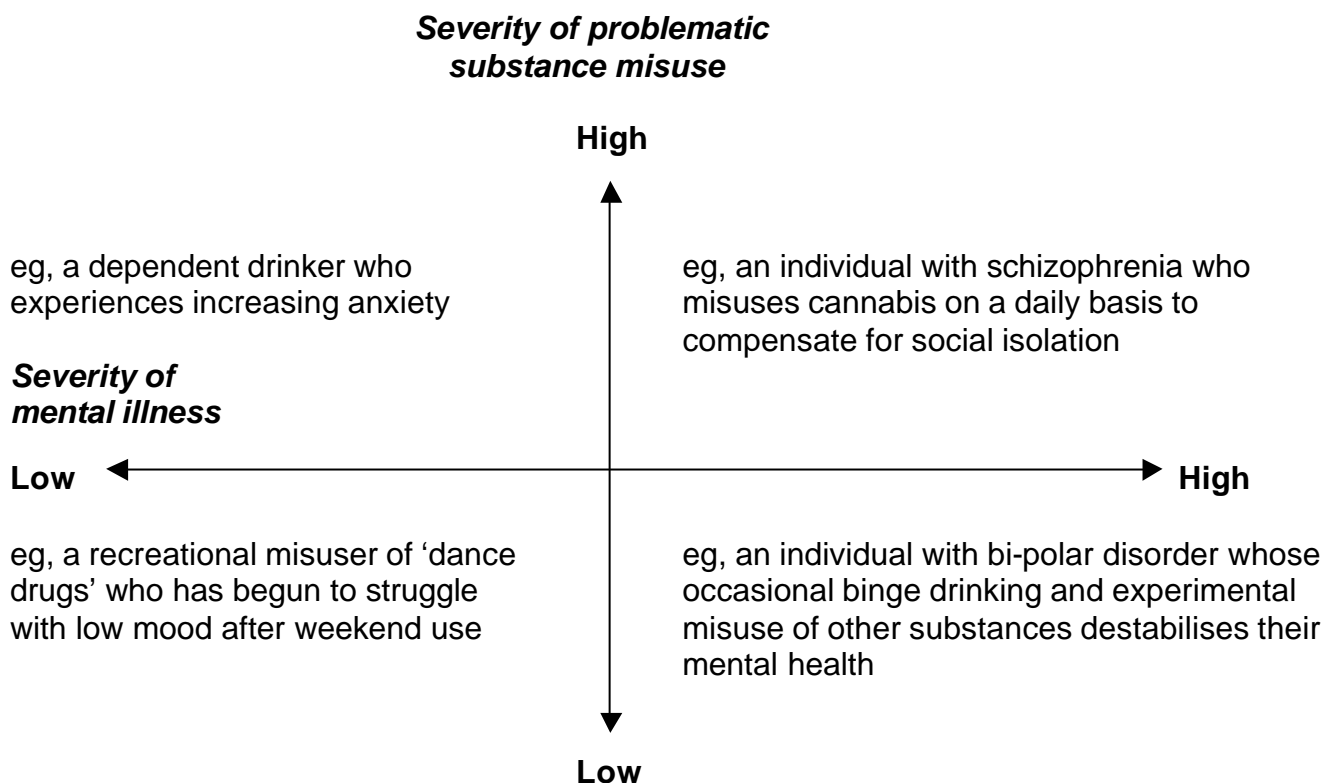 Severity of problematic
substance misuse
High
eg, a dependent drinker who
experiences increasing anxiety
eg, an individual with schizophrenia who
misuses cannabis on a daily basis to
compensate for social isolation
Severity of
mental illness
Low
High
eg, a recreational misuser of ‘dance
drugs’ who has begun to struggle
with low mood after weekend use
eg, an individual with bi-polar disorder whose
occasional binge drinking and experimental
misuse of other substances destabilises their
mental health
Low